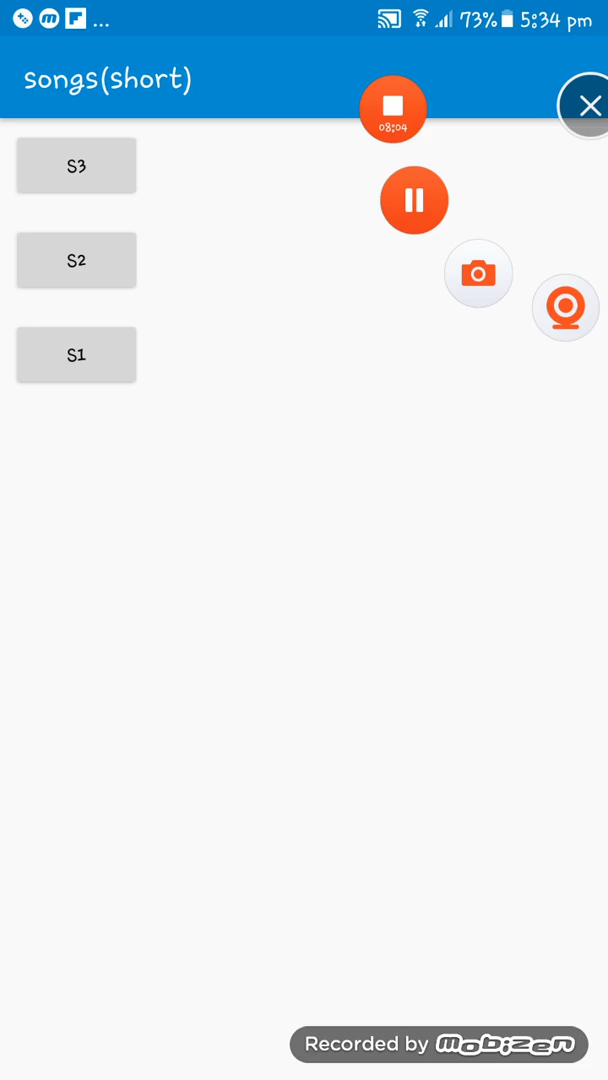 ... 73% 5:34 pm
songs(short)
08:04
S3
S2
S1
Recorded by mobizen